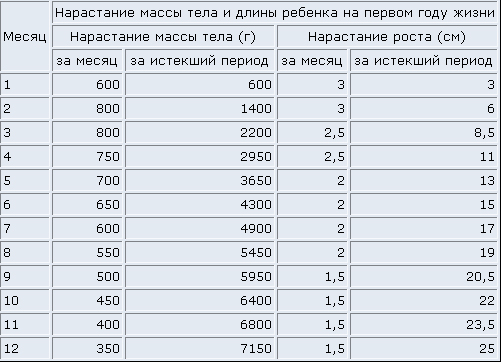 Месяц Нарастание массы тела и длины ребенка на первом году жизни
Нарастание массы тела (г) Нарастание роста (см)
за месяц за истекший период за месяц за истекший период
1 600 600 3 3
2 800 1400 3 6
3 800 2200 2,5 8,5
4 750 2950 2,5 11
5 700 3650 2 13
6 650 4300 2 15
7 600 4900 2 17
8 550 5450 2 19
9 500 5950 1,5 20,5
10 450 6400 1,5 22
11 400 6800 1,5 23,5
12 350 7150 1,5 25